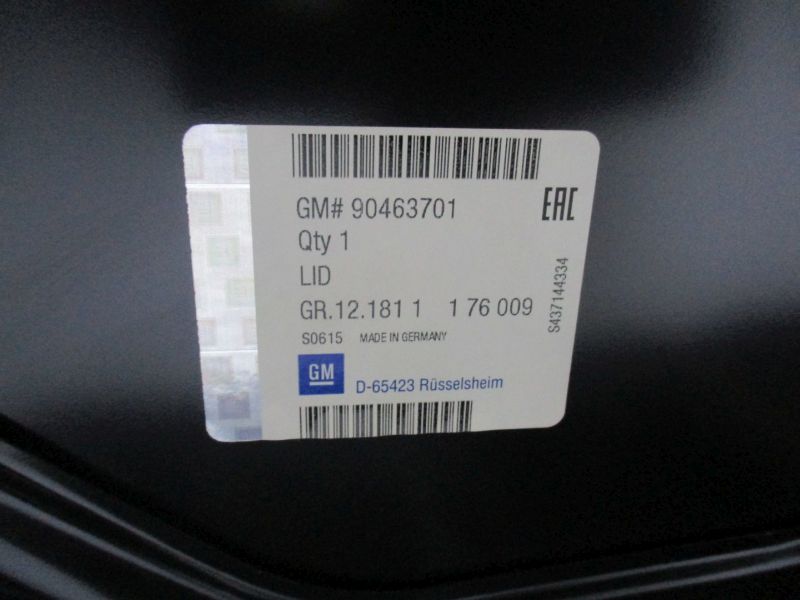 GM# 90463701
EAC
Qty 1
LID
GR.12.181 1 1 76 009
S0615 MADE IN GERMANY
S437144334
GM
D-65423 Rüsselsheim